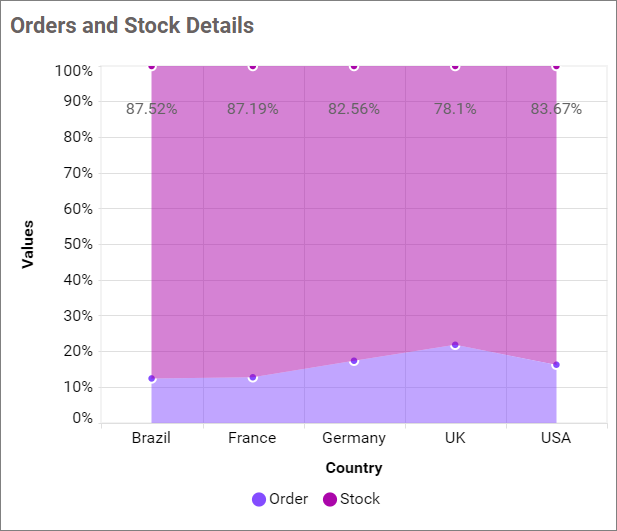 Orders and Stock Details
100%
90%
87.52% 87.19% 82.56% 78.1% 83.67%
80%
70%
60%
50%
Values
40%
30%
20%
10%
0%
Brazil France Germany UK USA
Country
Order Stock